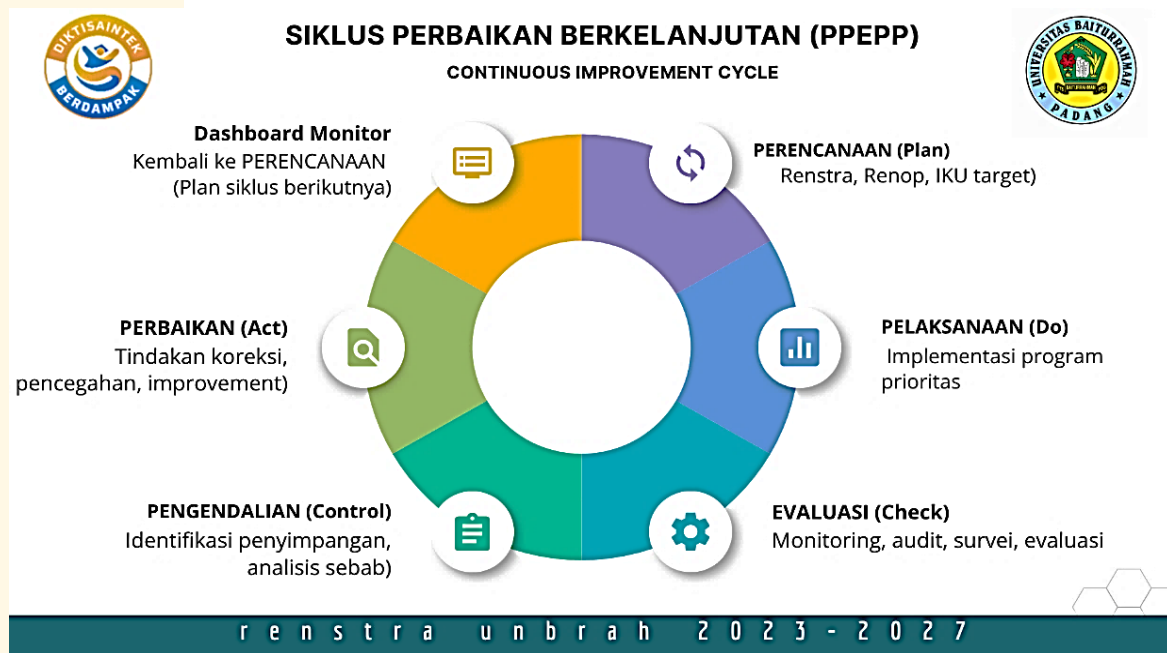 SIKLUS PERBAIKAN BERKELANJUTAN (PPEPP)
CONTINUOUS IMPROVEMENT CYCLE
DIKTISAINTEK
BERDAMPAK
UNIVERSITAS BAITURRAHMAH
PADANG
Dashboard Monitor
Kembali ke PERENCANAAN
(Plan siklus berikutnya)
PERENCANAAN (Plan)
Renstra, Renop, IKU target)
PERBAIKAN (Act)
Tindakan koreksi,
pencegahan, improvement)
PELAKSANAAN (Do)
Implementasi program
prioritas
PENGENDALIAN (Control)
Identifikasi penyimpangan,
analisis sebab)
EVALUASI (Check)
Monitoring, audit, survei, evaluasi
renstra unbrah 2023-2027